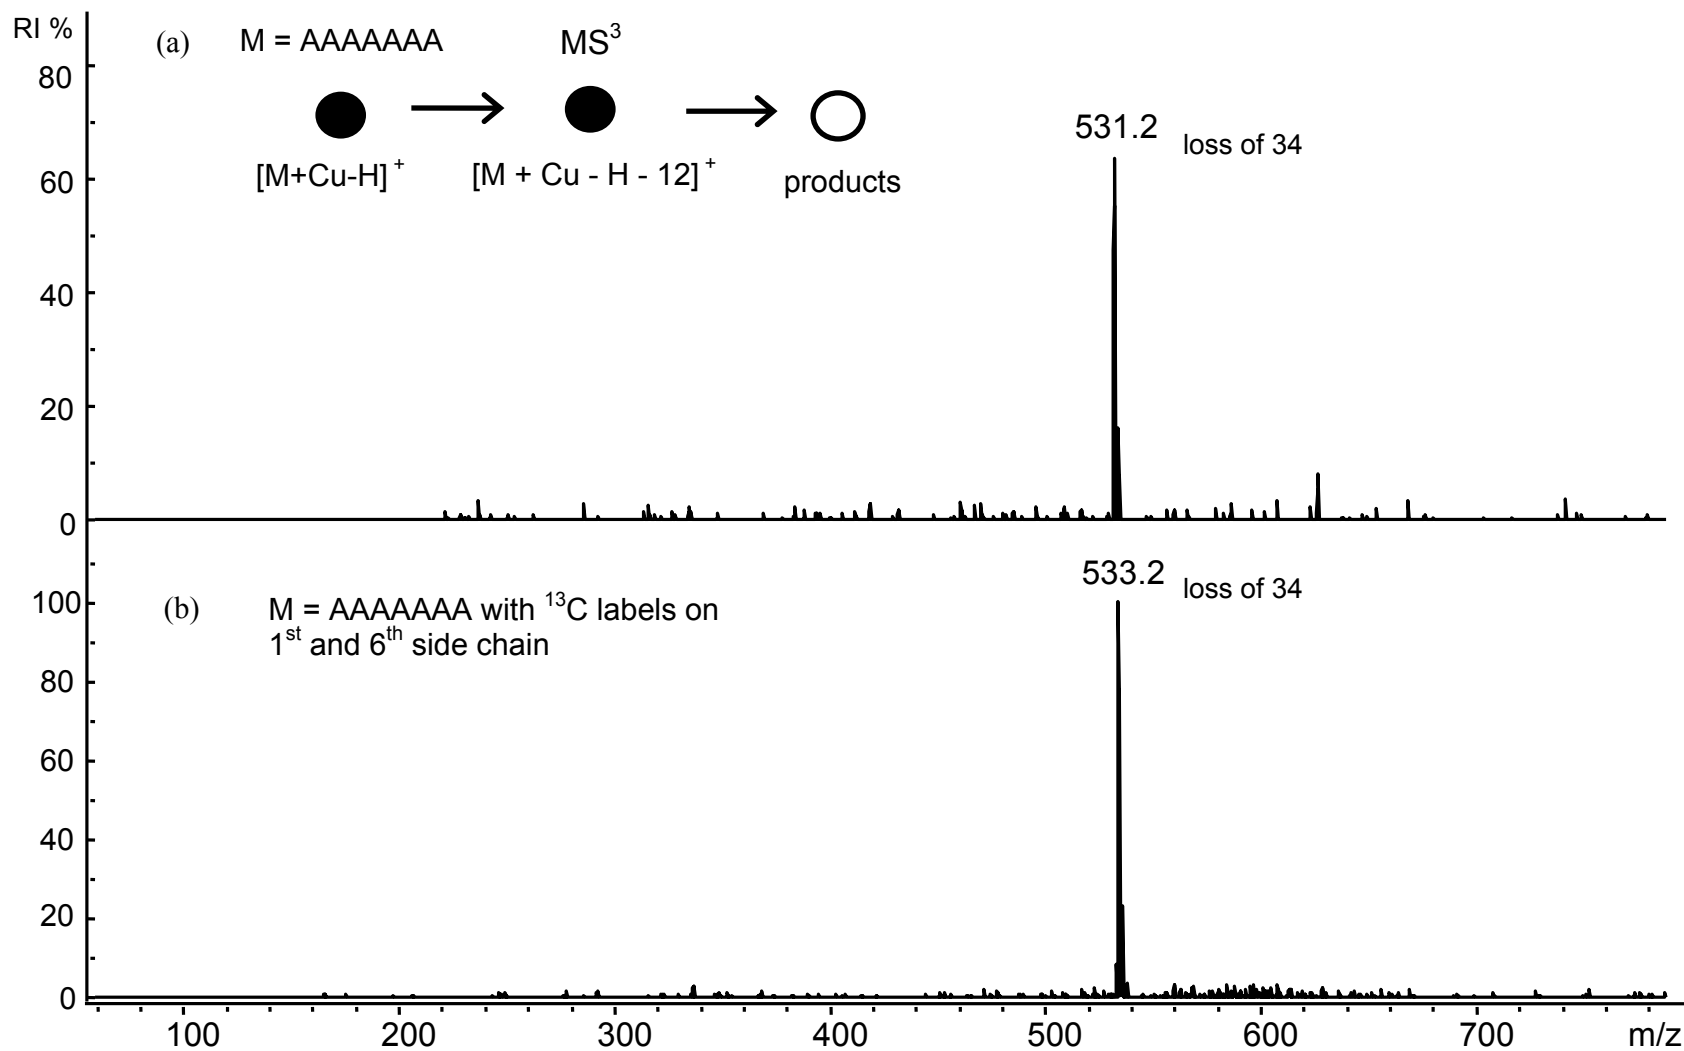 RI %
(a) M = AAAAAAA MS³
[M+Cu-H]⁺ [M + Cu - H - 12]⁺ products
531.2 loss of 34
80
60
40
20
0
533.2 loss of 34
(b) M = AAAAAAA with ¹³C labels on
1ˢᵗ and 6ᵗʰ side chain
100
80
60
40
20
0
100 200 300 400 500 600 700 m/z